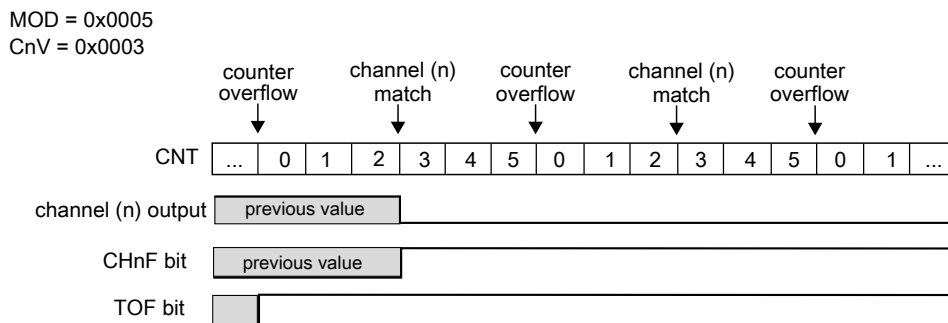 MOD = 0x0005
CnV = 0x0003
counter overflow
channel (n) match
counter overflow
channel (n) match
counter overflow
CNT ... 0 1 2 3 4 5 0 1 2 3 4 5 0 1 ...
channel (n) output previous value
CHnF bit previous value
TOF bit